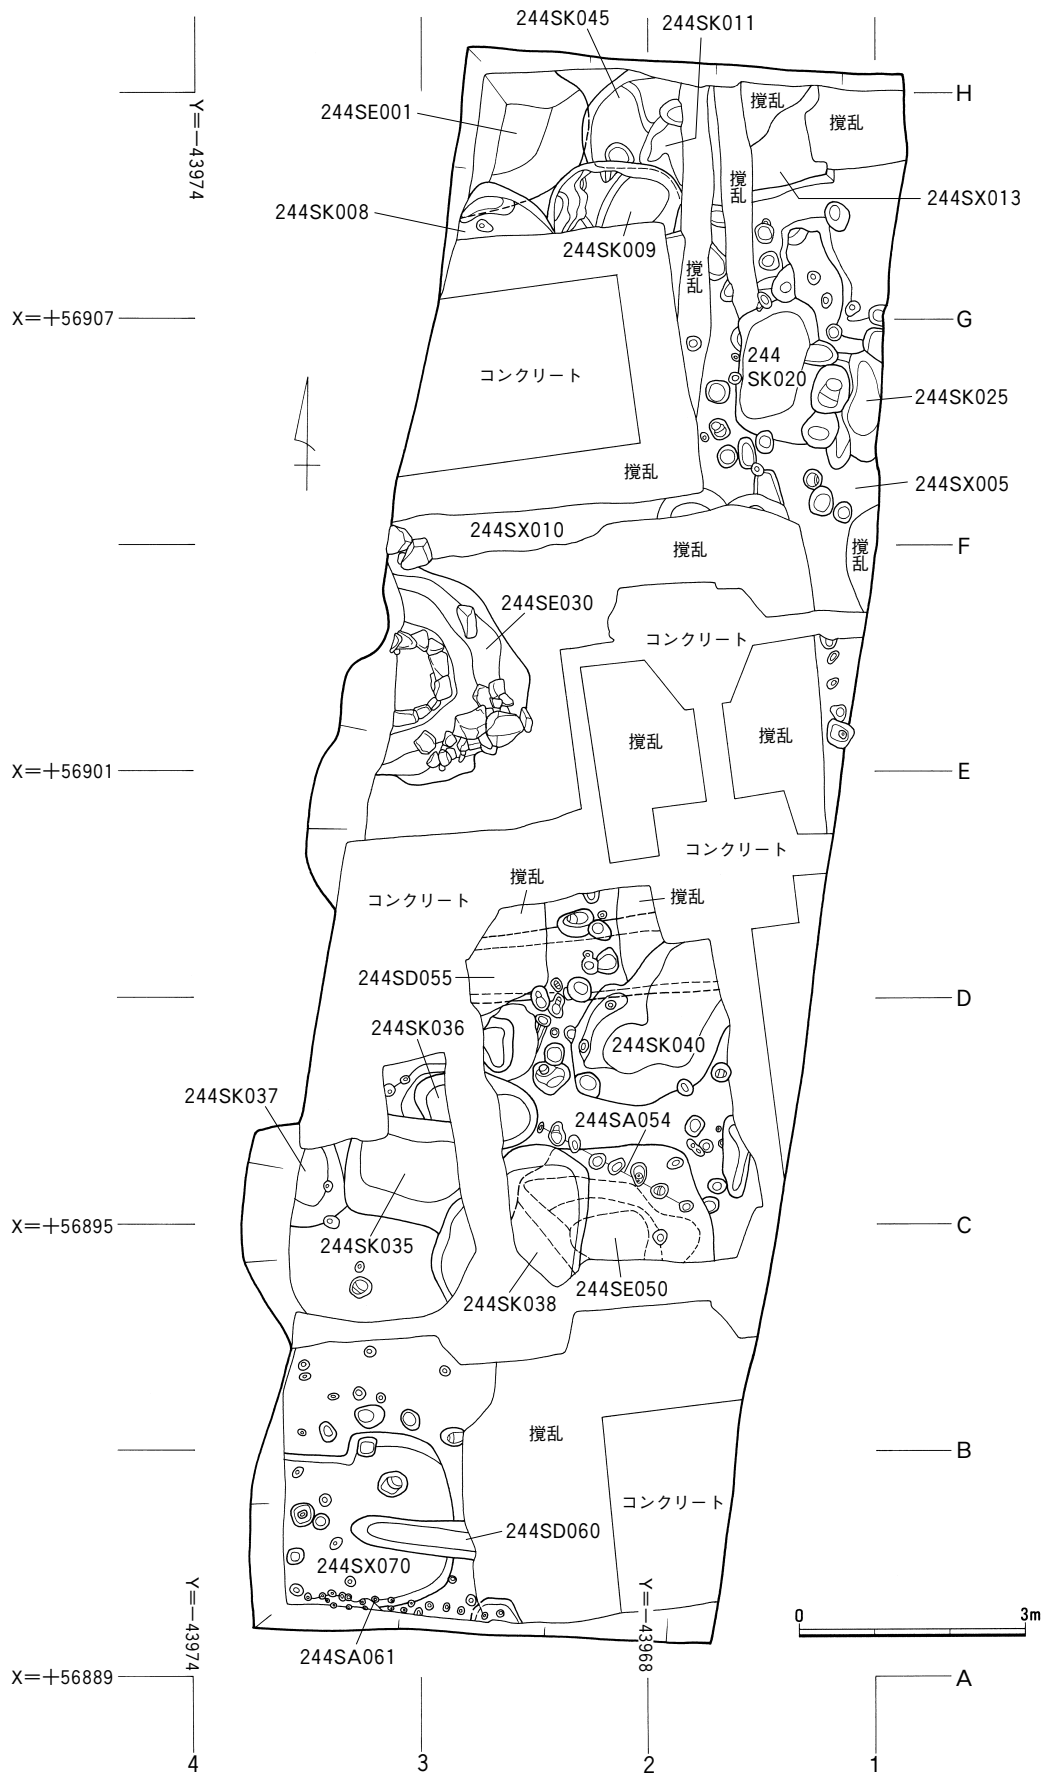 244SK045
244SK011
H
244SE001
撹乱
撹乱
Y=-43974
撹乱
244SX013
244SK008
244SK009
撹乱
X=+56907
G
コンクリート
244
SK020
244SK025
撹乱
244SX005
244SX010
撹乱
撹乱
F
244SE030
コンクリート
撹乱
撹乱
X=+56901
E
コンクリート
コンクリート
撹乱
撹乱
244SD055
D
244SK036
244SK040
244SK037
244SA054
X=+56895
C
244SK035
244SK038
244SE050
撹乱
B
コンクリート
244SD060
244SX070
Y=-43974
Y=-43968
0
3m
244SA061
X=+56889
A
4
3
2
1